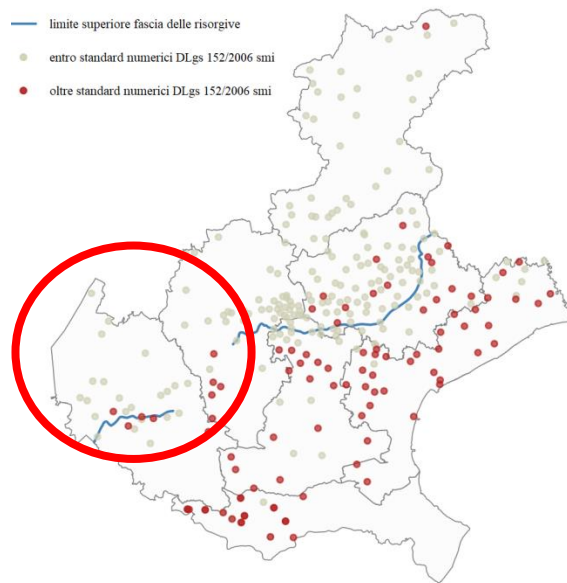 limite superiore fascia delle risorgive
entro standard numerici DLgs 152/2006 smi
oltre standard numerici DLgs 152/2006 smi